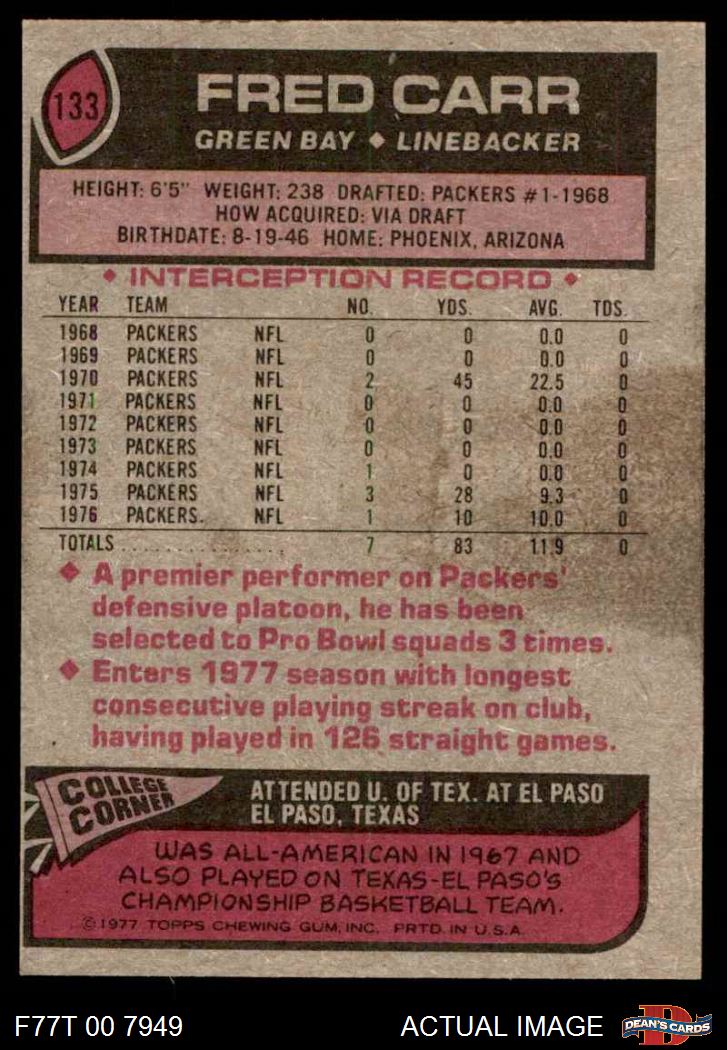 133
FRED CARR
GREEN BAY ◆ LINEBACKER
HEIGHT: 6'5" WEIGHT: 238 DRAFTED: PACKERS #1-1968
HOW ACQUIRED: VIA DRAFT
BIRTHDATE: 8-19-46 HOME: PHOENIX, ARIZONA
◆ INTERCEPTION RECORD ◆
YEAR TEAM NO. YDS. AVG. TDS.
1968 PACKERS NFL 0 0 0.0 0
1969 PACKERS NFL 0 0 0.0 0
1970 PACKERS NFL 2 45 22.5 0
1971 PACKERS NFL 0 0 0.0 0
1972 PACKERS NFL 0 0 0.0 0
1973 PACKERS NFL 0 0 0.0 0
1974 PACKERS NFL 1 0 0.0 0
1975 PACKERS NFL 3 28 9.3 0
1976 PACKERS. NFL 1 10 10.0 0
TOTALS .................... 7 83 11.9 0
◆ A premier performer on Packers'
defensive platoon, he has been
selected to Pro Bowl squads 3 times.
◆ Enters 1977 season with longest
consecutive playing streak on club,
having played in 126 straight games.
COLLEGE
CORNER
ATTENDED U. OF TEX. AT EL PASO
EL PASO, TEXAS
WAS ALL-AMERICAN IN 1967 AND
ALSO PLAYED ON TEXAS-EL PASO'S
CHAMPIONSHIP BASKETBALL TEAM.
©1977 TOPPS CHEWING GUM, INC. PRTD. IN U.S.A.
F77T 00 7949 ACTUAL IMAGE
D
DEAN'S CARDS